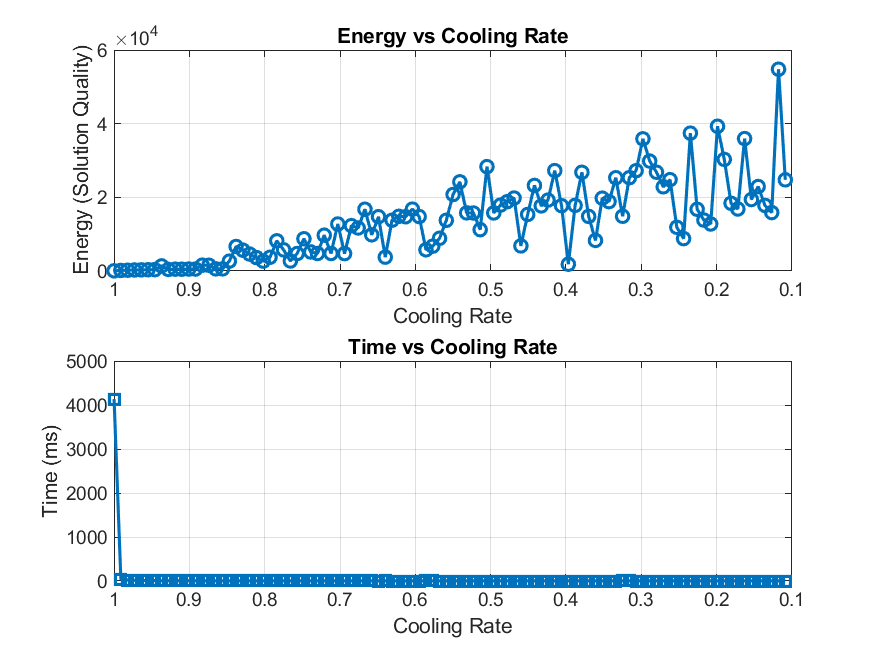 ×10⁴
Energy vs Cooling Rate
Energy (Solution Quality)
6
4
2
0
1 0.9 0.8 0.7 0.6 0.5 0.4 0.3 0.2 0.1
Cooling Rate
Time vs Cooling Rate
Time (ms)
5000
4000
3000
2000
1000
0
1 0.9 0.8 0.7 0.6 0.5 0.4 0.3 0.2 0.1
Cooling Rate